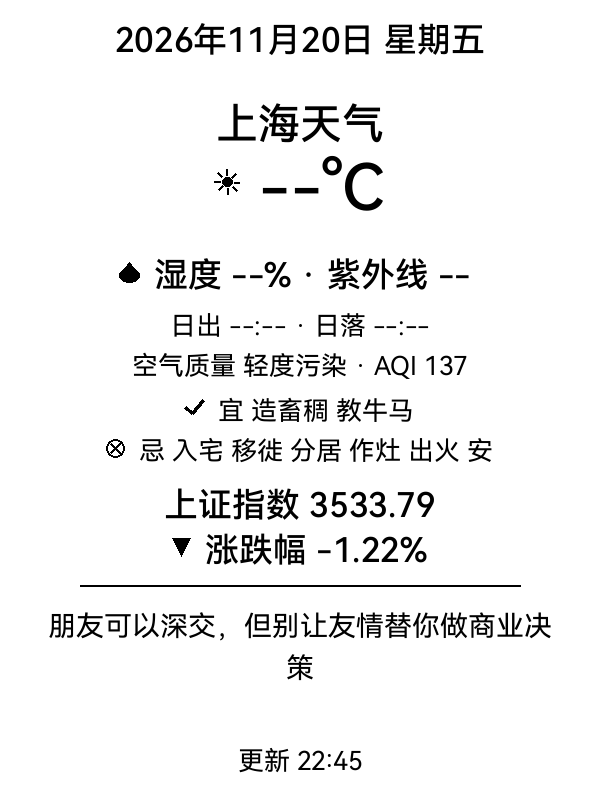 2026年11月20日 星期五
上海天气
--°C
湿度 --% · 紫外线 --
日出 --:-- · 日落 --:--
空气质量 轻度污染 · AQI 137
宜 造畜稠 教牛马
忌 入宅 移徙 分居 作灶 出火 安
上证指数 3533.79
▼ 涨跌幅 -1.22%
朋友可以深交，但别让友情替你做商业决
策
更新 22:45